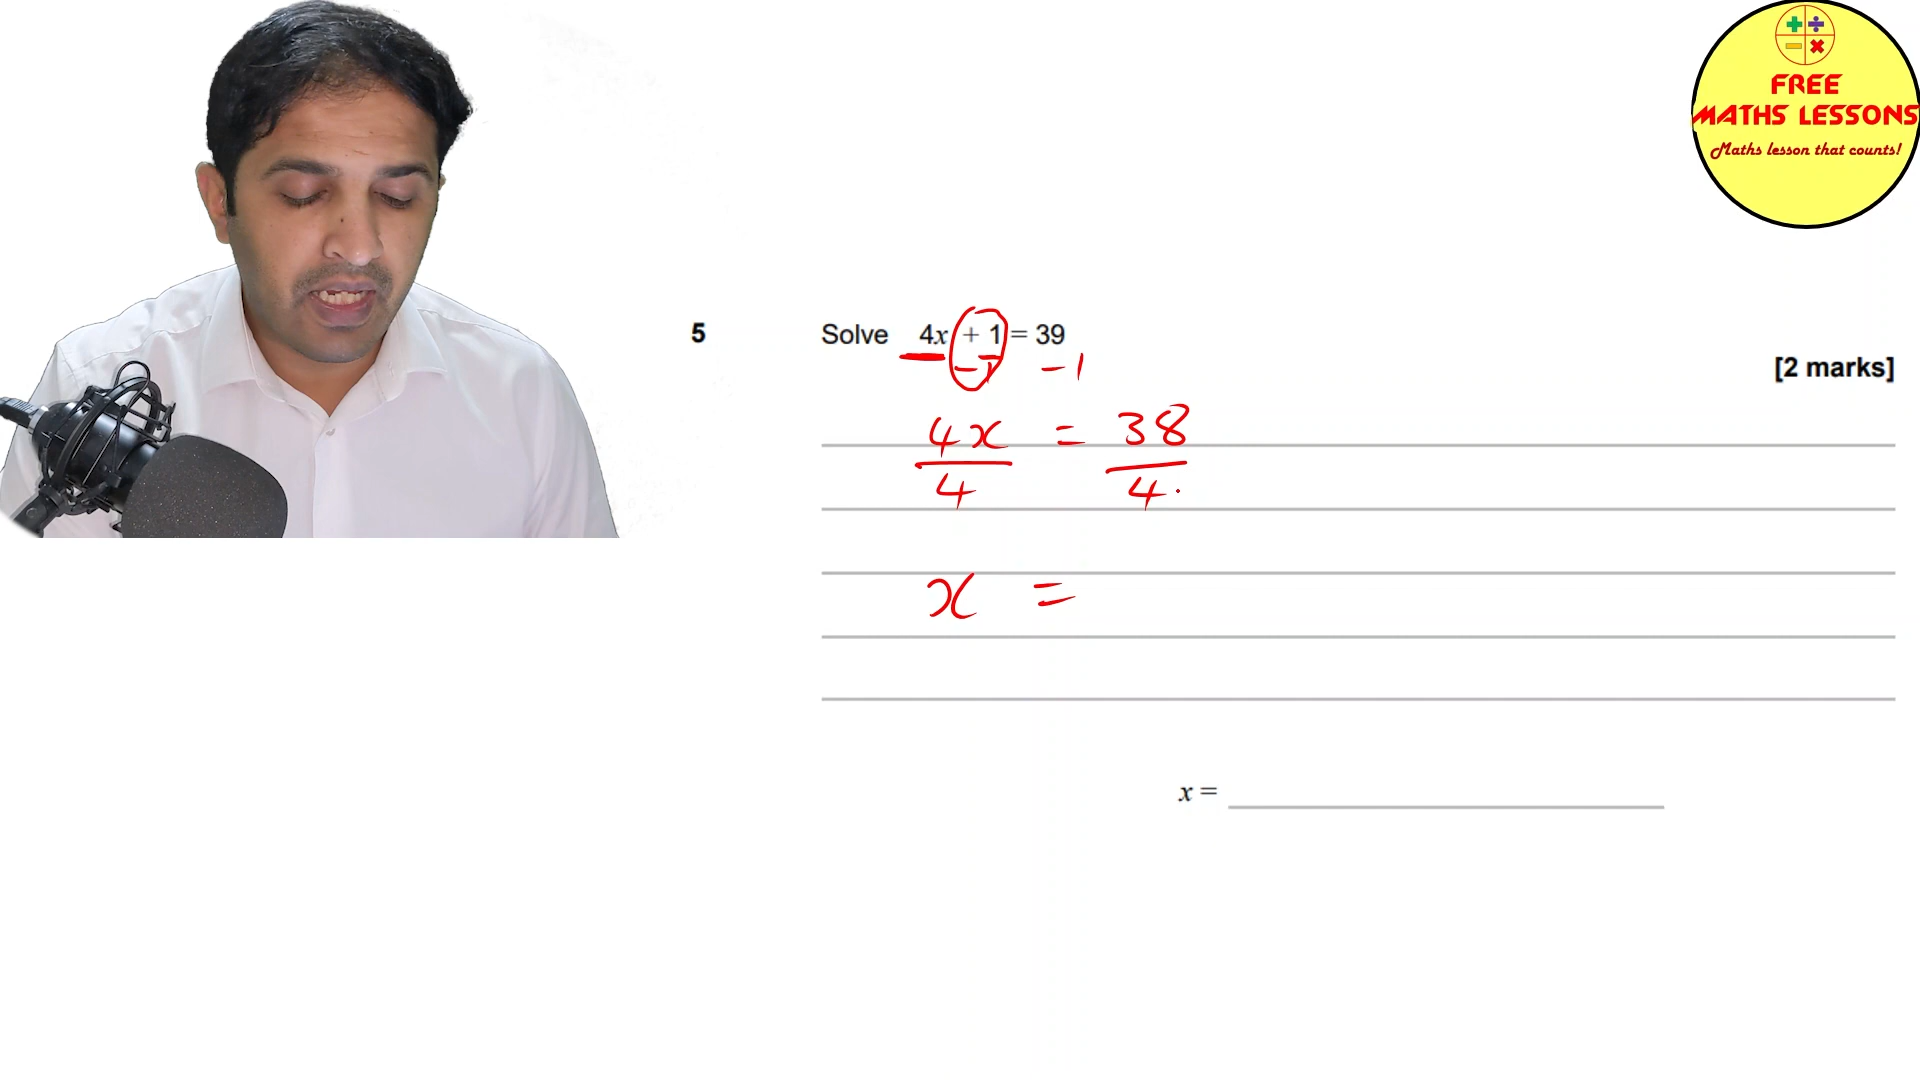 FREE
MATHS LESSONS
Maths lesson that counts!
5 Solve 4x + 1 = 39
-1 -1
[2 marks]
4x = 38
4 4
x =
x =